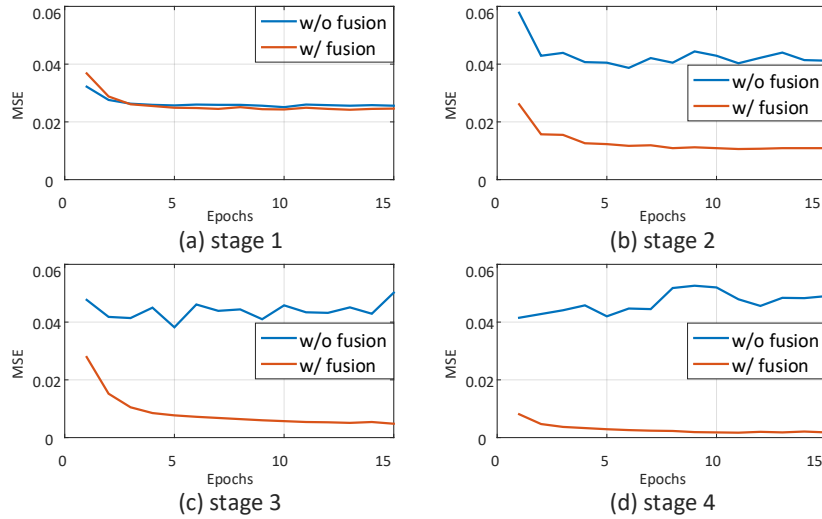 0.06
0.04
0.02
0
MSE
w/o fusion
w/ fusion
0 5 10 15
Epochs
(a) stage 1
0.06
0.04
0.02
0
MSE
w/o fusion
w/ fusion
0 5 10 15
Epochs
(b) stage 2
0.06
0.04
0.02
0
MSE
w/o fusion
w/ fusion
0 5 10 15
Epochs
(c) stage 3
0.06
0.04
0.02
0
MSE
w/o fusion
w/ fusion
0 5 10 15
Epochs
(d) stage 4